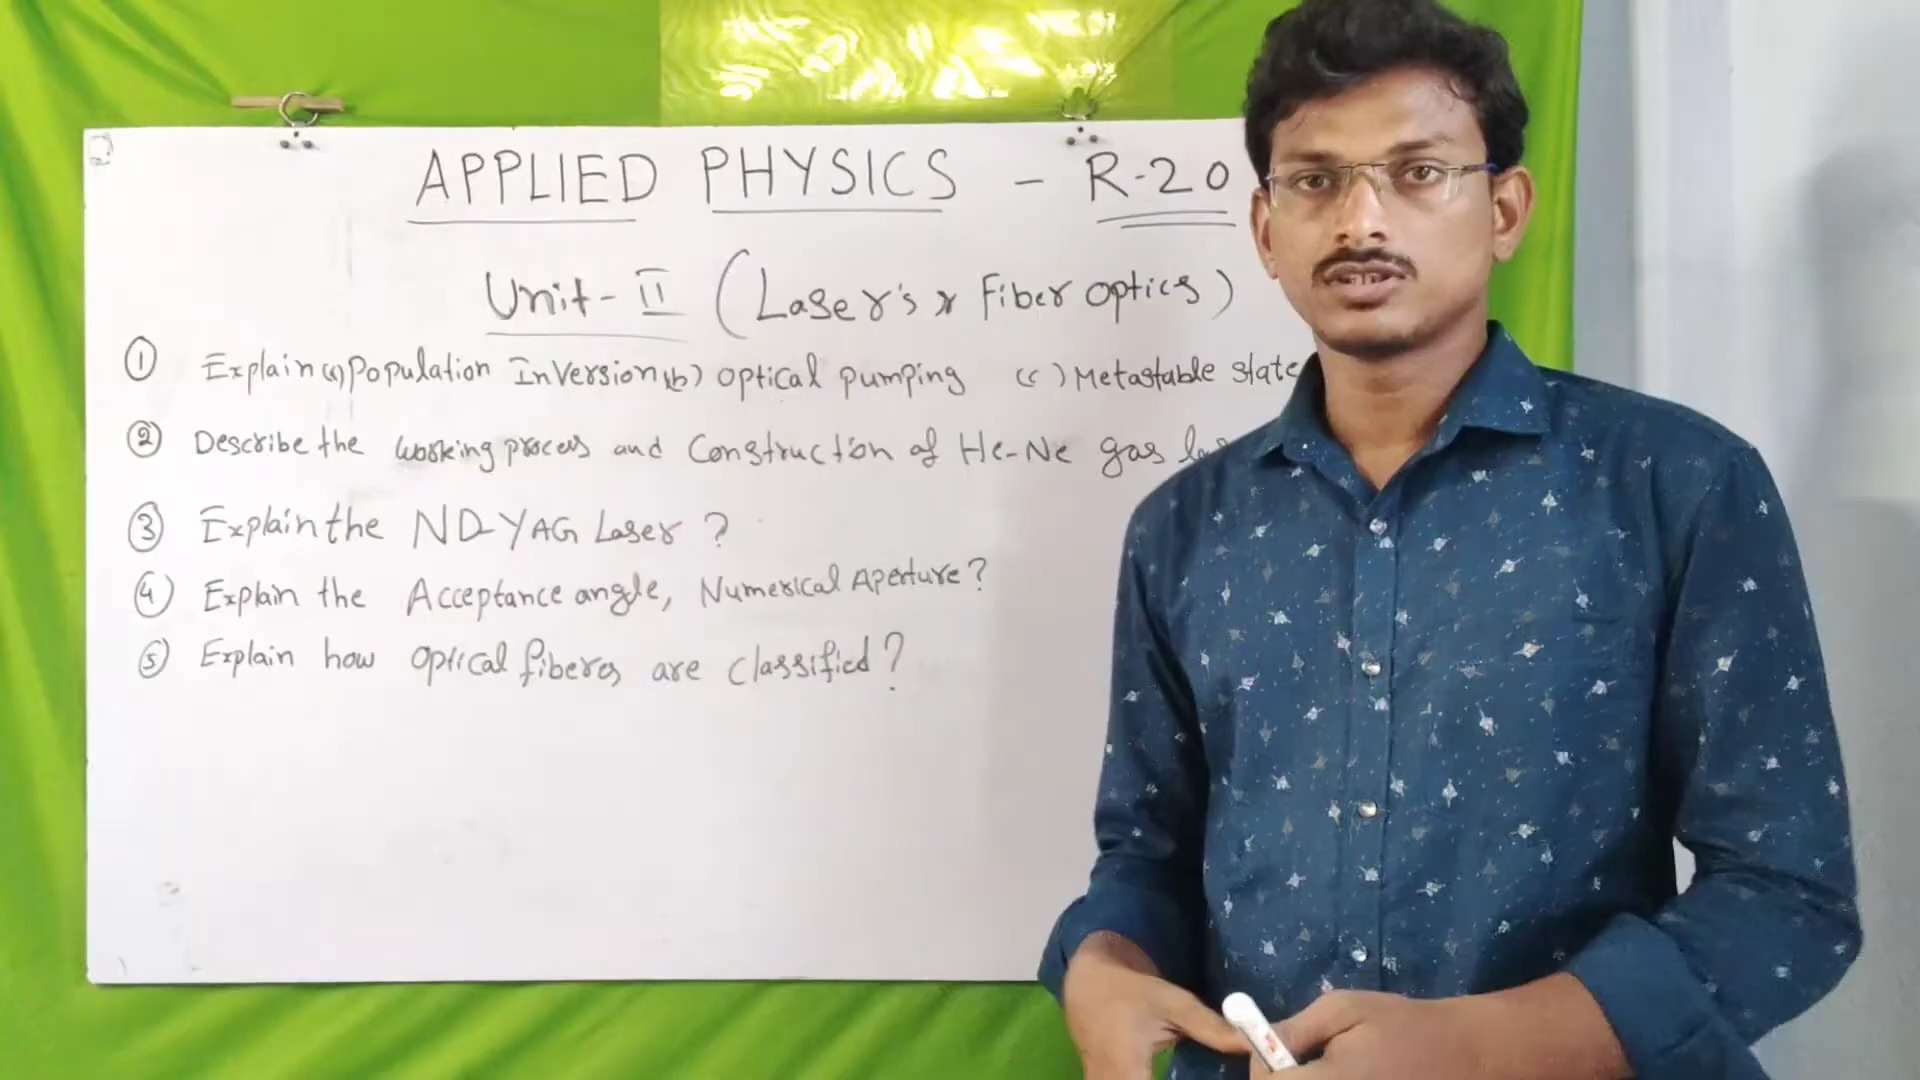 APPLIED PHYSICS - R-20
Unit-II (Laser's & Fiber optics)
① Explain (a) Population Inversion (b) optical pumping (c) Metastable state
② Describe the working process and Construction of He-Ne gas
③ Explain the ND-YAG Laser ?
④ Explain the Acceptance angle, Numerical Aperture?
⑤ Explain how optical fiberes are classified?